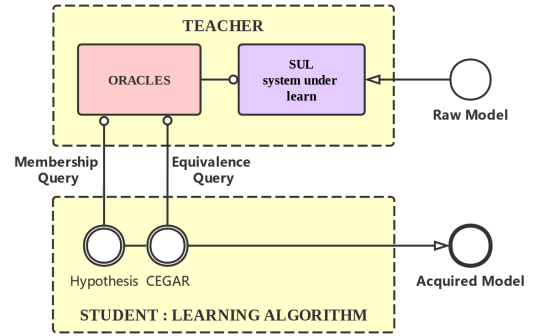 TEACHER
ORACLES
SUL
system under
learn
Raw Model
Membership
Query
Equivalence
Query
Hypothesis
CEGAR
Acquired Model
STUDENT : LEARNING ALGORITHM